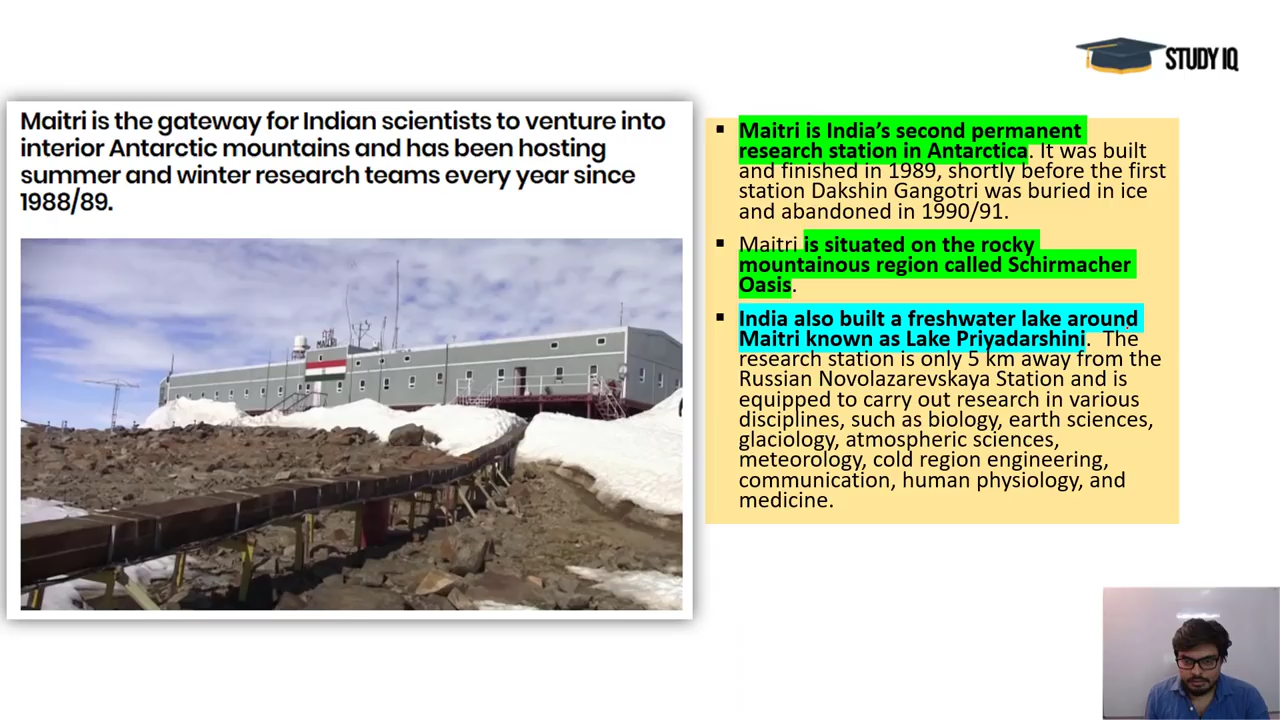 STUDY IQ
Maitri is the gateway for Indian scientists to venture into
interior Antarctic mountains and has been hosting
summer and winter research teams every year since
1988/89.
MAITRI
▪ Maitri is India’s second permanent
research station in Antarctica. It was built
and finished in 1989, shortly before the first
station Dakshin Gangotri was buried in ice
and abandoned in 1990/91.
▪ Maitri is situated on the rocky
mountainous region called Schirmacher
Oasis.
▪ India also built a freshwater lake around
Maitri known as Lake Priyadarshini. The
research station is only 5 km away from the
Russian Novolazarevskaya Station and is
equipped to carry out research in various
disciplines, such as biology, earth sciences,
glaciology, atmospheric sciences,
meteorology, cold region engineering,
communication, human physiology, and
medicine.